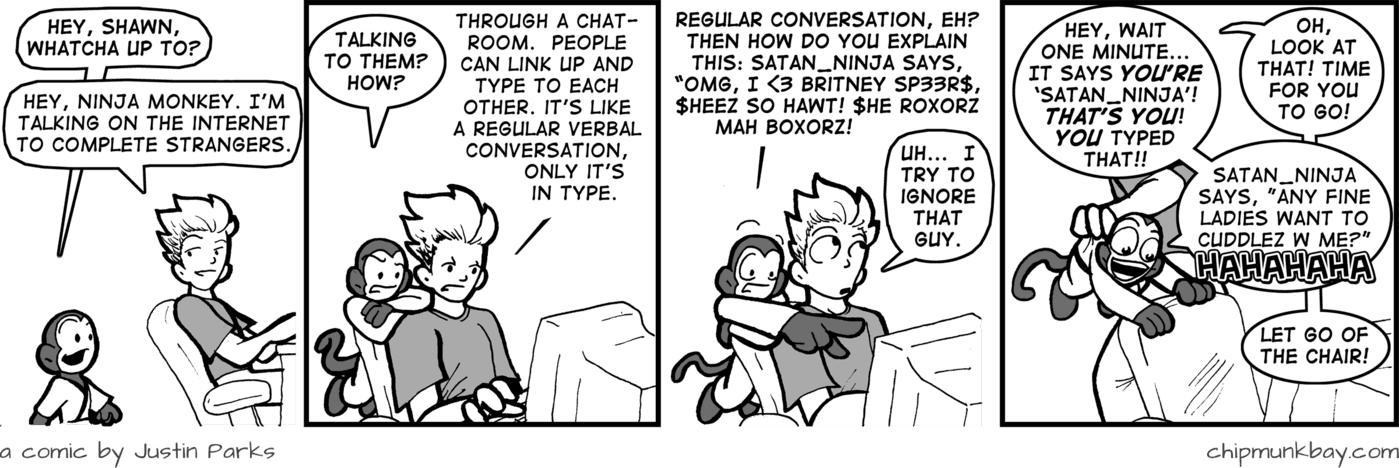 HEY, SHAWN,
WHATCHA UP TO?
HEY, NINJA MONKEY. I'M
TALKING ON THE INTERNET
TO COMPLETE STRANGERS.
TALKING
TO THEM?
HOW?
THROUGH A CHAT-
ROOM. PEOPLE
CAN LINK UP AND
TYPE TO EACH
OTHER. IT'S LIKE
A REGULAR VERBAL
CONVERSATION,
ONLY IT'S
IN TYPE.
REGULAR CONVERSATION, EH?
THEN HOW DO YOU EXPLAIN
THIS: SATAN_NINJA SAYS,
"OMG, I <3 BRITNEY SP33R$,
$HEEZ SO HAWT! $HE ROXORZ
MAH BOXORZ!
UH... I
TRY TO
IGNORE
THAT
GUY.
HEY, WAIT
ONE MINUTE...
IT SAYS YOU'RE
'SATAN_NINJA'!
THAT'S YOU!
YOU TYPED
THAT!!
OH,
LOOK AT
THAT! TIME
FOR YOU
TO GO!
SATAN_NINJA
SAYS, "ANY FINE
LADIES WANT TO
CUDDLEZ W ME?"
HAHAHAHA
LET GO OF
THE CHAIR!
a comic by Justin Parks
chipmunkbay.com